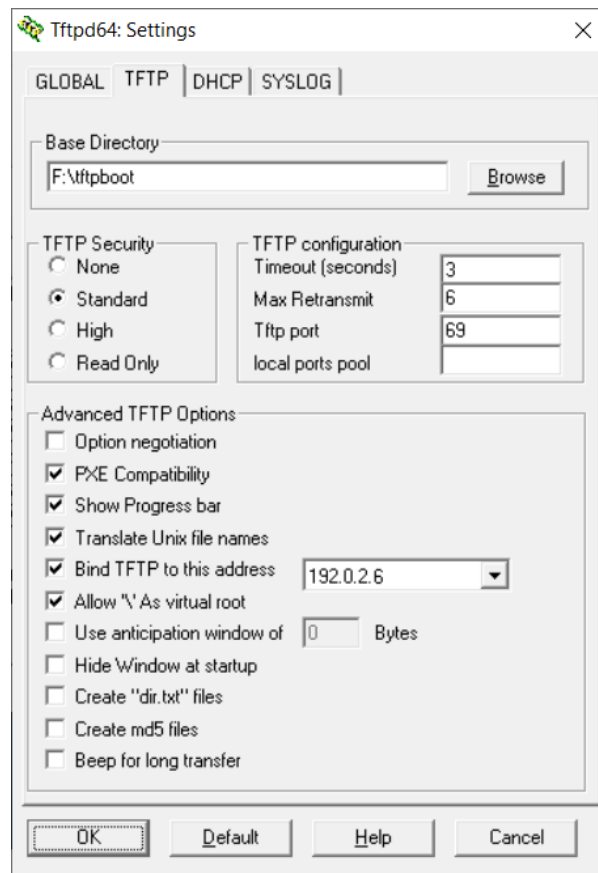 Tftpd64: Settings
GLOBAL TFTP DHCP SYSLOG
Base Directory
F:\tftpboot Browse
TFTP Security
None
Standard
High
Read Only
TFTP configuration
Timeout (seconds) 3
Max Retransmit 6
Tftp port 69
local ports pool
Advanced TFTP Options
Option negotiation
PXE Compatibility
Show Progress bar
Translate Unix file names
Bind TFTP to this address 192.0.2.6
Allow '\' As virtual root
Use anticipation window of 0 Bytes
Hide Window at startup
Create "dir.txt" files
Create md5 files
Beep for long transfer
OK Default Help Cancel